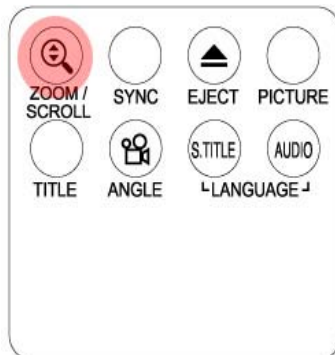 ZOOM / SYNC EJECT PICTURE
SCROLL
S.TITLE AUDIO
TITLE ANGLE LANGUAGE